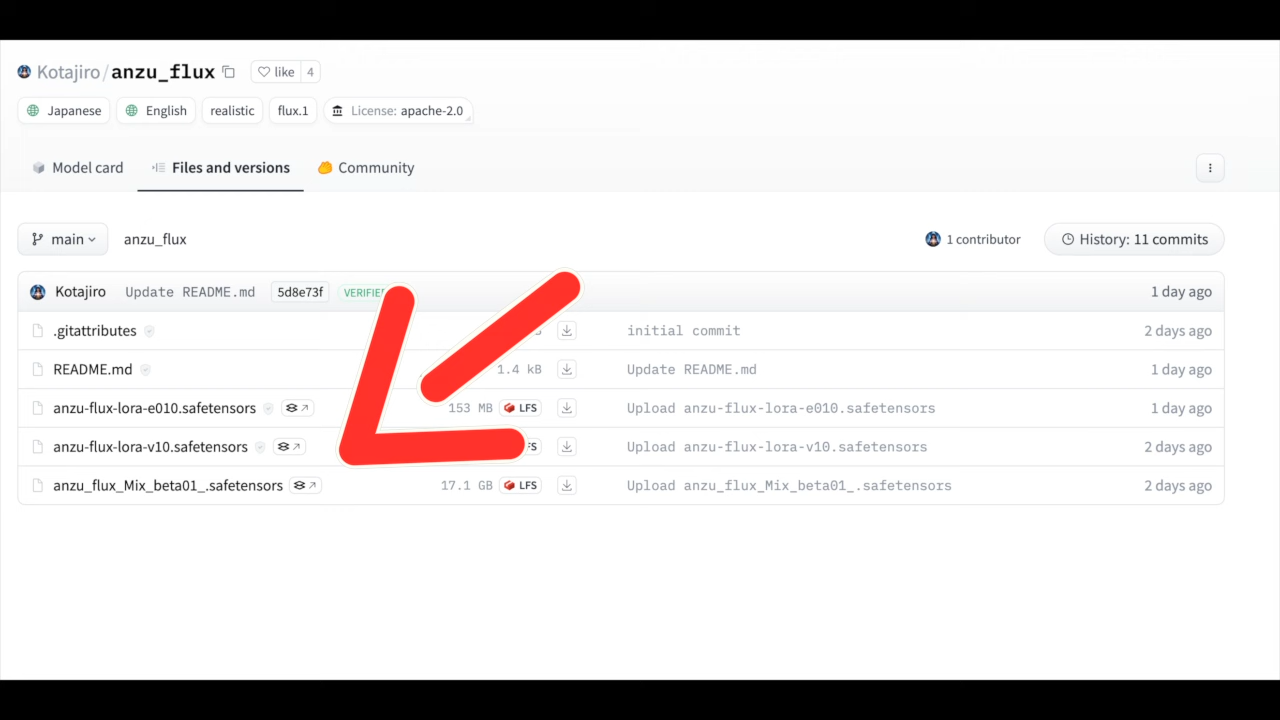 Kotajiro/anzu_flux like 4
Japanese English realistic flux.1 License: apache-2.0
Model card Files and versions Community
main anzu_flux 1 contributor History: 11 commits
Kotajiro Update README.md 5d8e73f 1 day ago
.gitattributes initial commit 2 days ago
README.md 1.4 kB Update README.md 1 day ago
anzu-flux-lora-e010.safetensors 153 MB LFS Upload anzu-flux-lora-e010.safetensors 1 day ago
anzu-flux-lora-v10.safetensors Upload anzu-flux-lora-v10.safetensors 2 days ago
anzu_flux_Mix_beta01_.safetensors 17.1 GB LFS Upload anzu_flux_Mix_beta01_.safetensors 2 days ago